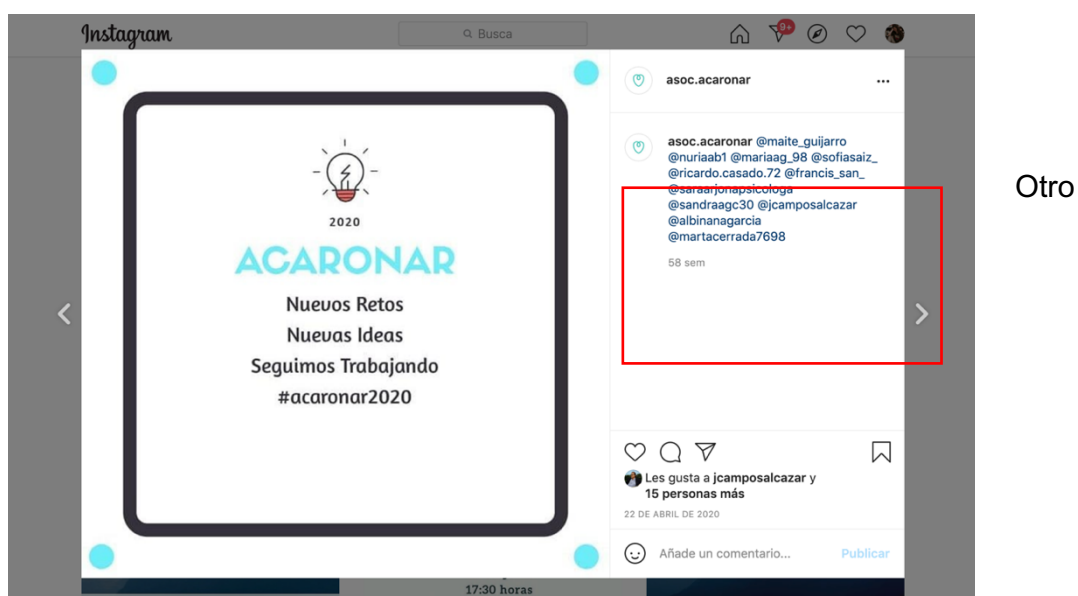 Instagram
Busca
9+
asoc.acaronar
asoc.acaronar @maite_guijarro
@nuriaab1 @mariaag_98 @sofiasaiz_
@ricardo.casado.72 @francis_san_
@saraarjonapsicologa
@sandraagc30 @jcamposalcazar
@albinanagarcia
@martacerrada7698
58 sem
Otro
2020
ACARONAR
Nuevos Retos
Nuevas Ideas
Seguimos Trabajando
#acaronar2020
Les gusta a jcamposalcazar y
15 personas más
22 DE ABRIL DE 2020
Añade un comentario...
Publicar
17:30 horas